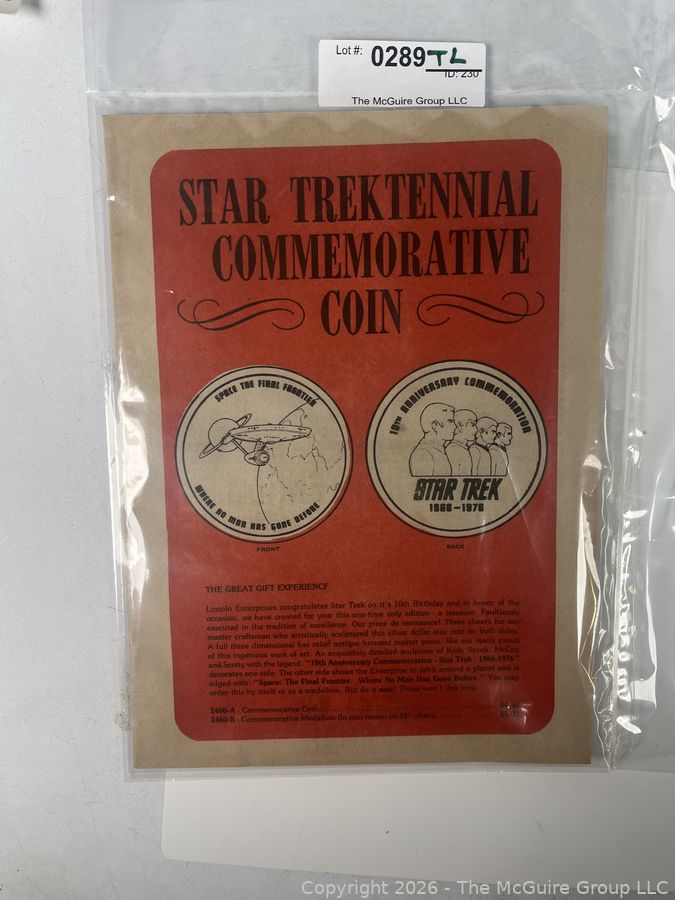 Lot #: 0289 TL
ID: 230
The McGuire Group LLC
STAR TREKTENNIAL
COMMEMORATIVE
COIN
SPACE THE FINAL FRONTIER
WHERE NO MAN HAS GONE BEFORE
FRONT
10TH ANNIVERSARY COMMEMORATION
STAR TREK
1966-1976
BACK
THE GREAT GIFT EXPERIENCE
Lincoln Enterprises congratulates Star Trek on it's 10th Birthday and in honor of the
occasion, we have created for your this one-time only edition - a treasure. Faultlessly
executed in the tradition of excellence. Our piece de resistance! Three cheers for our
master craftsman who artistically sculptured this silver dollar-size coin on both sides.
A full three dimensional bas relief antique bronzed master piece. We are really proud
of this ingenious work of art. An exquisitely detailed sculpture of Kirk, Spock, McCoy
and Scotty with the legend: "10th Anniversary Commemoration - Star Trek - 1966-1976"
decorates one side. The other side shows the Enterprise in orbit around a planet and is
edged with: "Space: The Final Frontier. Where No Man Has Gone Before." You may
order this by itself or as a medallion. But do it now! These won't last long.
2460-A - Commemorative Coin
2460-B - Commemorative Medallion (In coin mount on 24" chain)
Copyright 2026 - The McGuire Group LLC